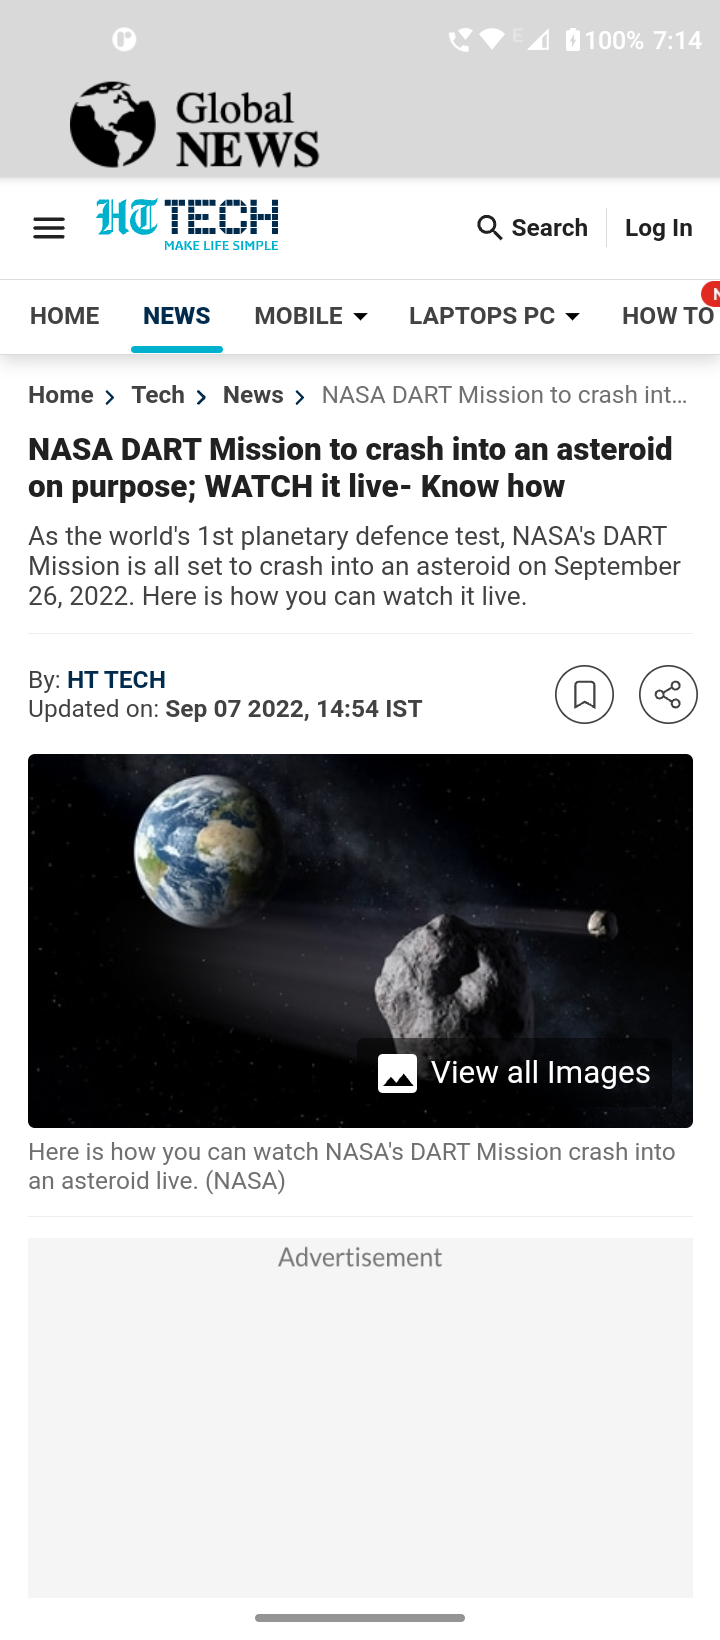 E 100% 7:14
Global
NEWS
HT TECH
MAKE LIFE SIMPLE
Search Log In
HOME NEWS MOBILE LAPTOPS PC HOW TO N
Home Tech News NASA DART Mission to crash int...
NASA DART Mission to crash into an asteroid
on purpose; WATCH it live- Know how
As the world's 1st planetary defence test, NASA's DART
Mission is all set to crash into an asteroid on September
26, 2022. Here is how you can watch it live.
By: HT TECH
Updated on: Sep 07 2022, 14:54 IST
View all Images
Here is how you can watch NASA's DART Mission crash into
an asteroid live. (NASA)
Advertisement